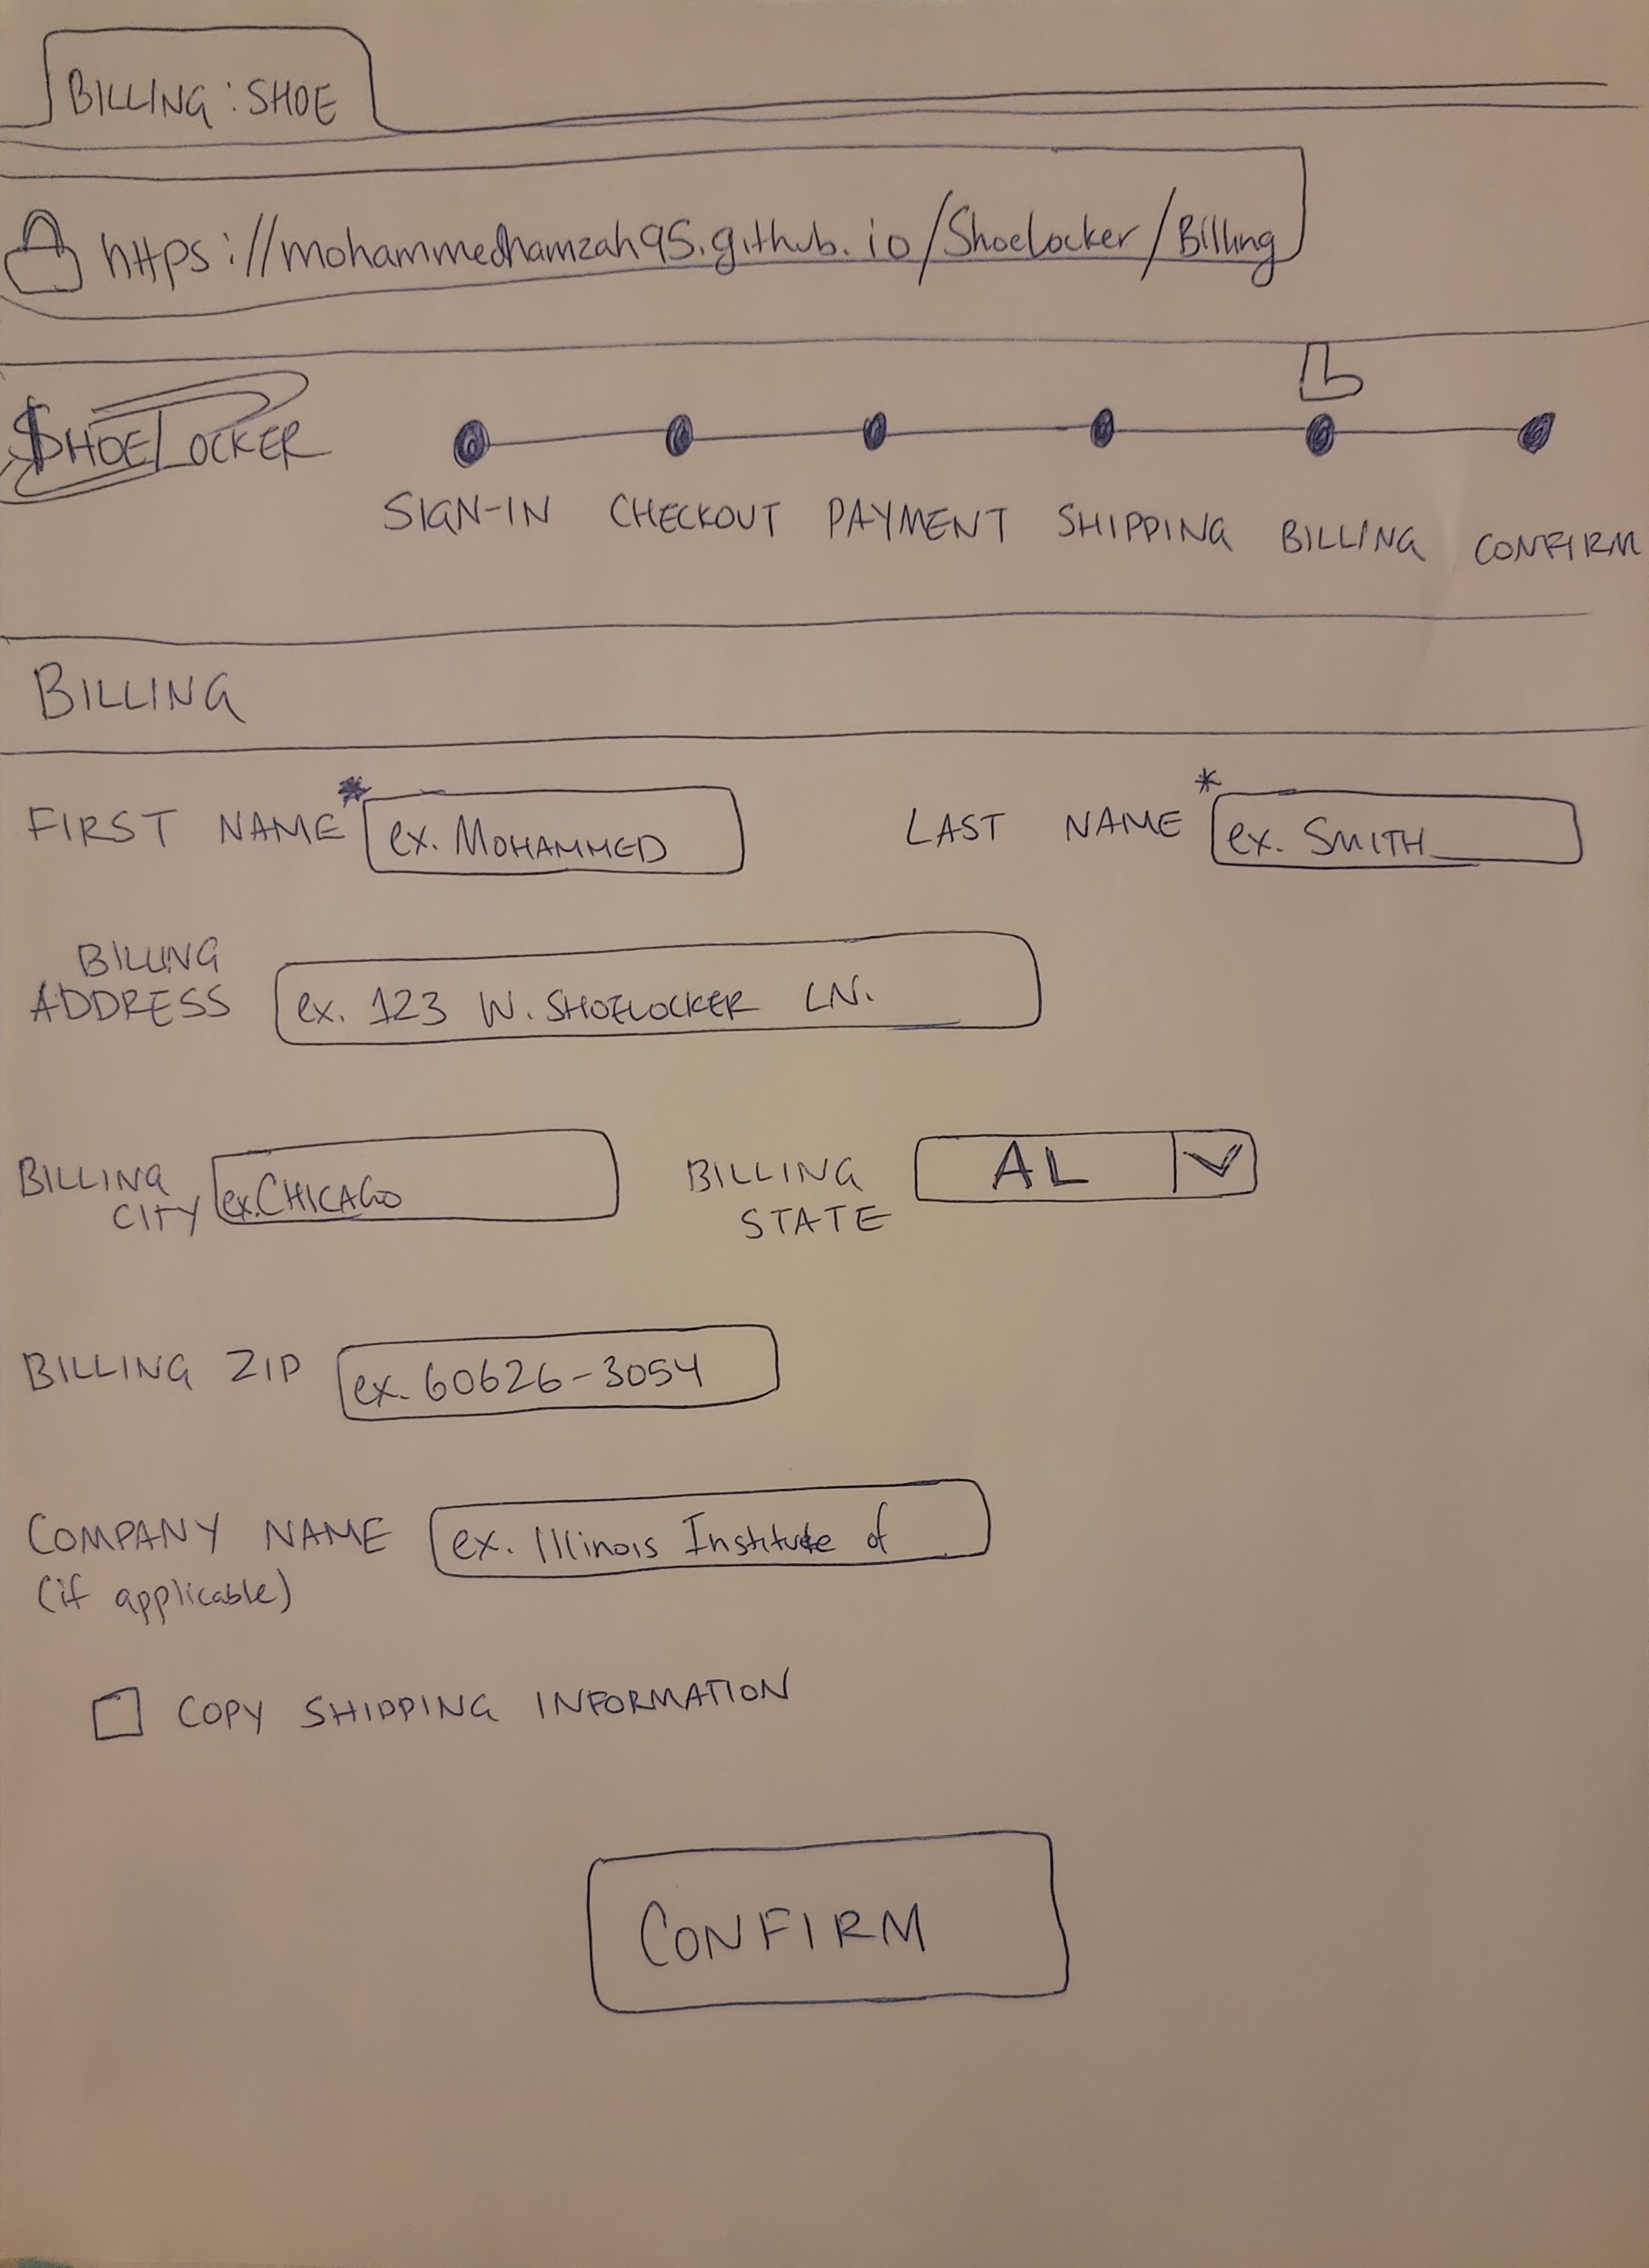 BILLING : SHOE
https://mohammedhamzah95.github.io/ShoeLocker/Billing
SHOELOCKER
SIGN-IN CHECKOUT PAYMENT SHIPPING BILLING CONFIRM
BILLING
FIRST NAME* ex. MOHAMMED LAST NAME* ex. SMITH
BILLING
ADDRESS ex. 123 W. SHOELOCKER LN.
BILLING
CITY ex. CHICAGO
BILLING
STATE AL
BILLING ZIP ex. 60626-3054
COMPANY NAME ex. Illinois Institute of
(if applicable)
COPY SHIPPING INFORMATION
CONFIRM